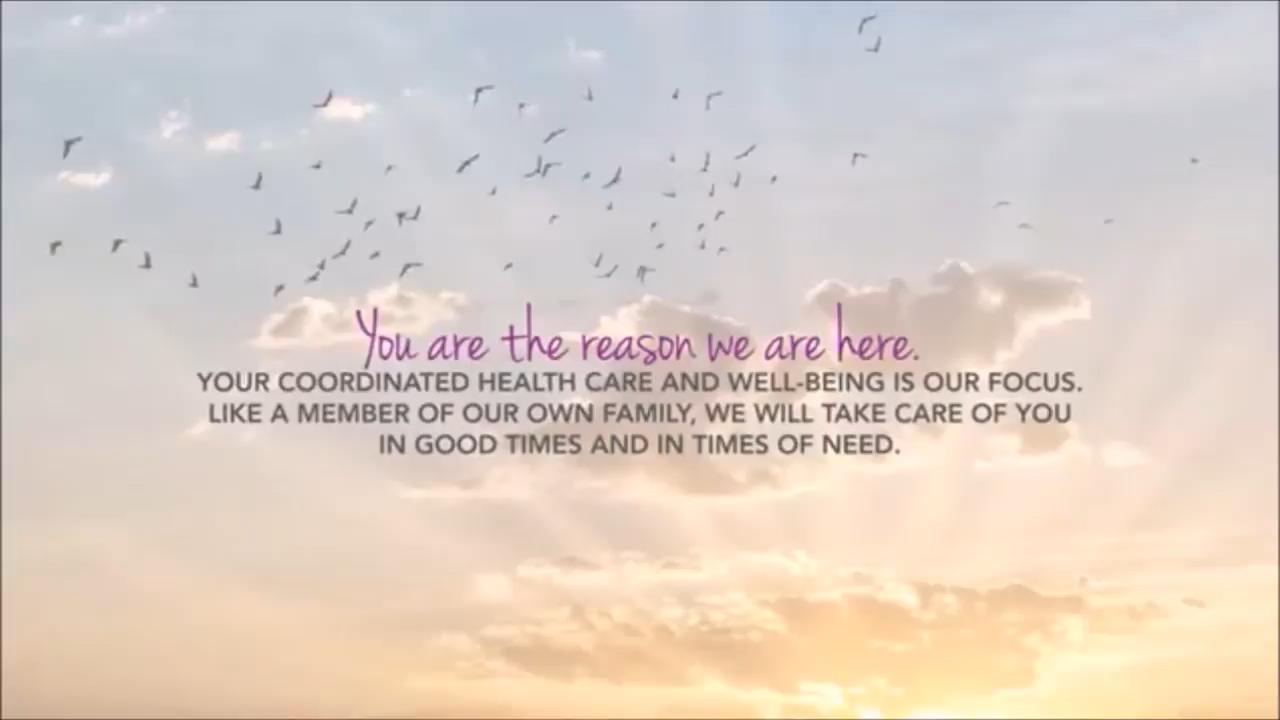 You are the reason we are here.
YOUR COORDINATED HEALTH CARE AND WELL-BEING IS OUR FOCUS.
LIKE A MEMBER OF OUR OWN FAMILY, WE WILL TAKE CARE OF YOU
IN GOOD TIMES AND IN TIMES OF NEED.